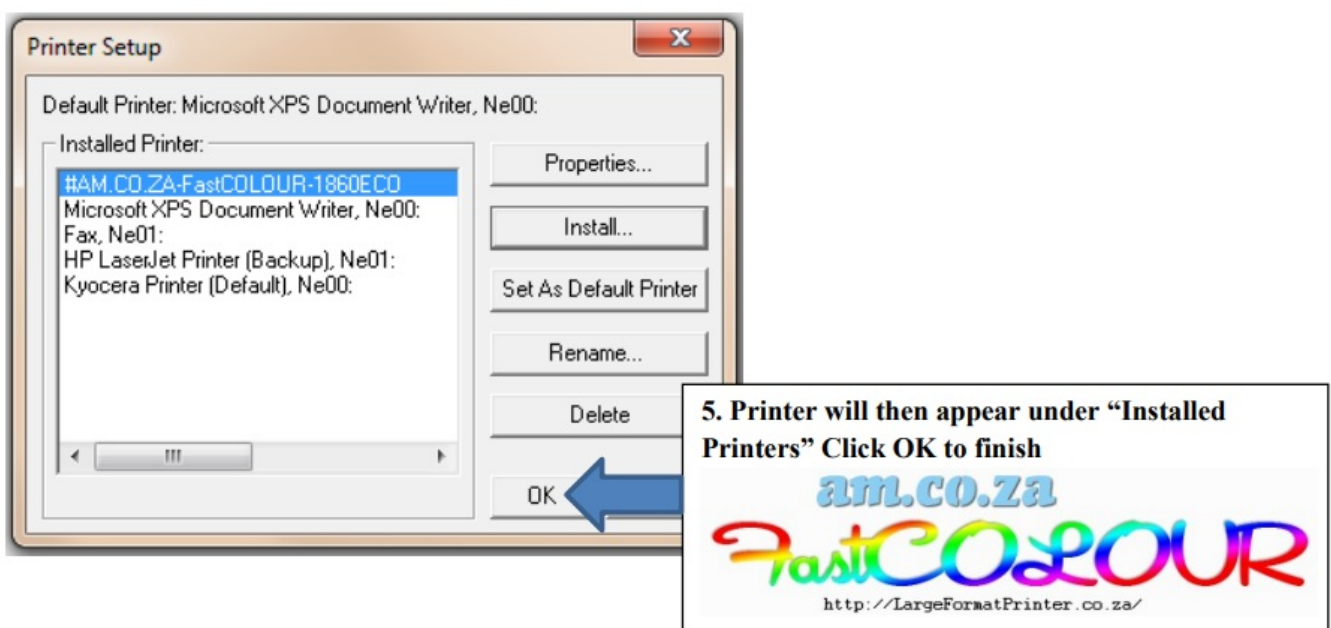 Printer Setup
Default Printer: Microsoft XPS Document Writer, Ne00:
Installed Printer:
#AM.CO.ZA-FastCOLOUR-1860ECO
Microsoft XPS Document Writer, Ne00:
Fax, Ne01:
HP LaserJet Printer (Backup), Ne01:
Kyocera Printer (Default), Ne00:
Properties...
Install...
Set As Default Printer
Rename...
Delete
OK
5. Printer will then appear under “Installed
Printers” Click OK to finish
am.co.za
FastCOLOUR
http://LargeFormatPrinter.co.za/